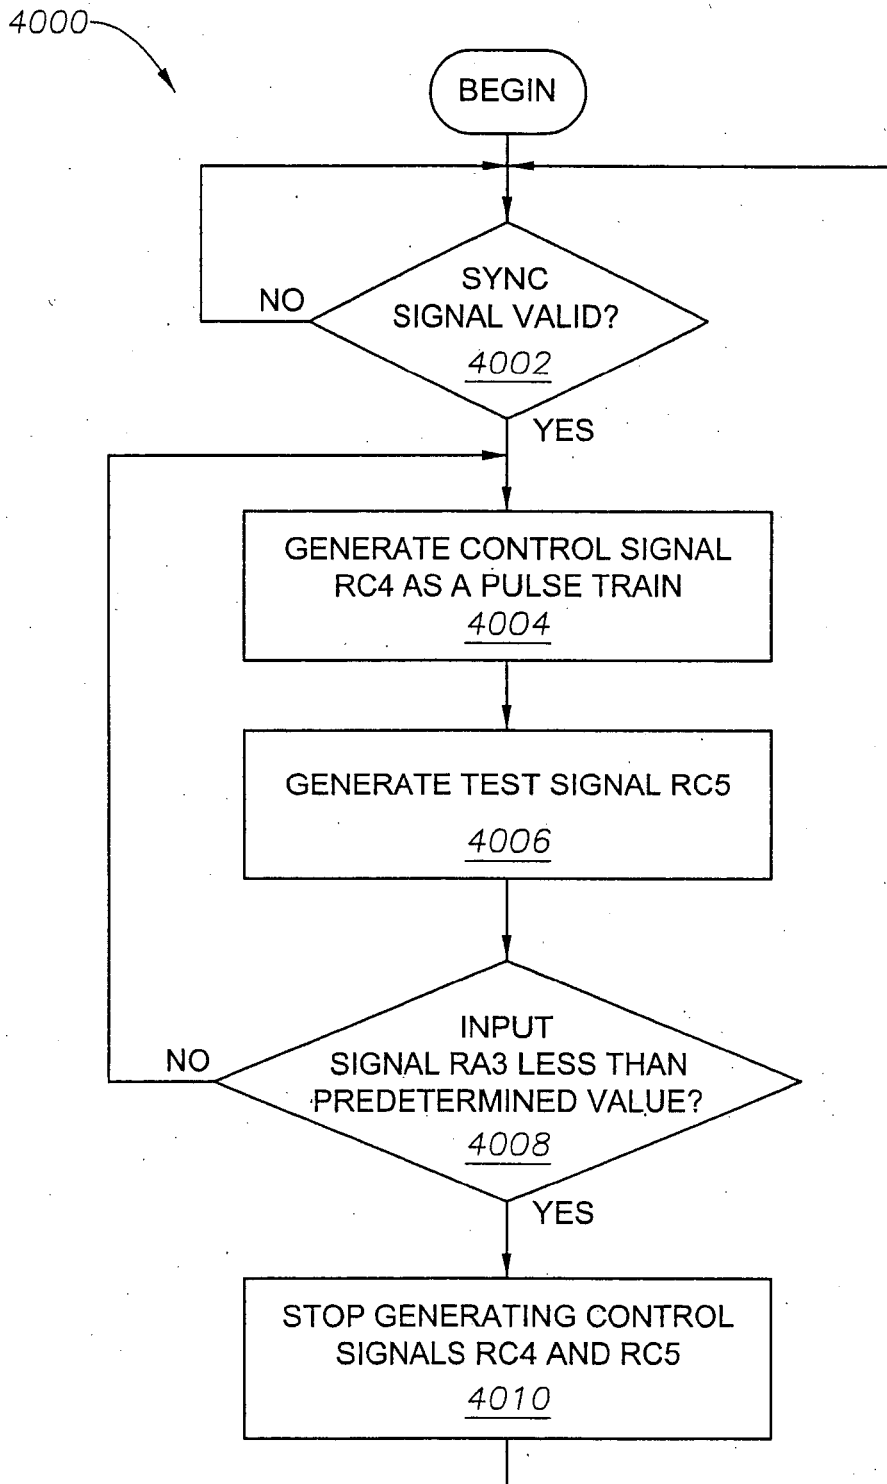 4000
BEGIN
SYNC
SIGNAL VALID?
4002
NO
YES
GENERATE CONTROL SIGNAL
RC4 AS A PULSE TRAIN
4004
GENERATE TEST SIGNAL RC5
4006
INPUT
SIGNAL RA3 LESS THAN
PREDETERMINED VALUE?
4008
NO
YES
STOP GENERATING CONTROL
SIGNALS RC4 AND RC5
4010